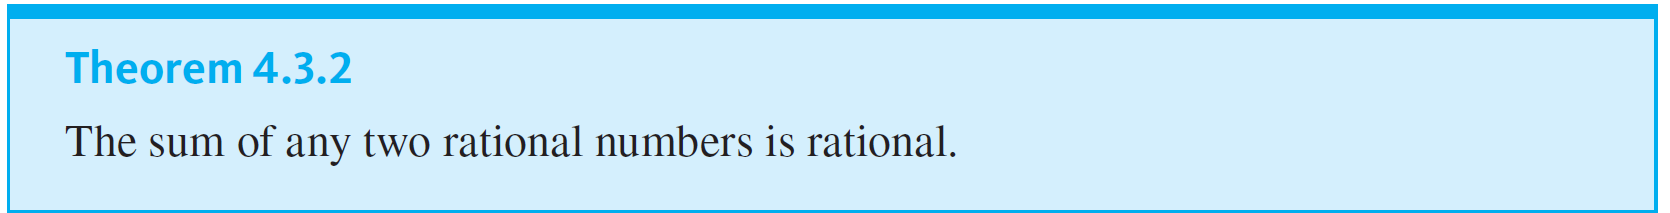 Theorem 4.3.2
The sum of any two rational numbers is rational.